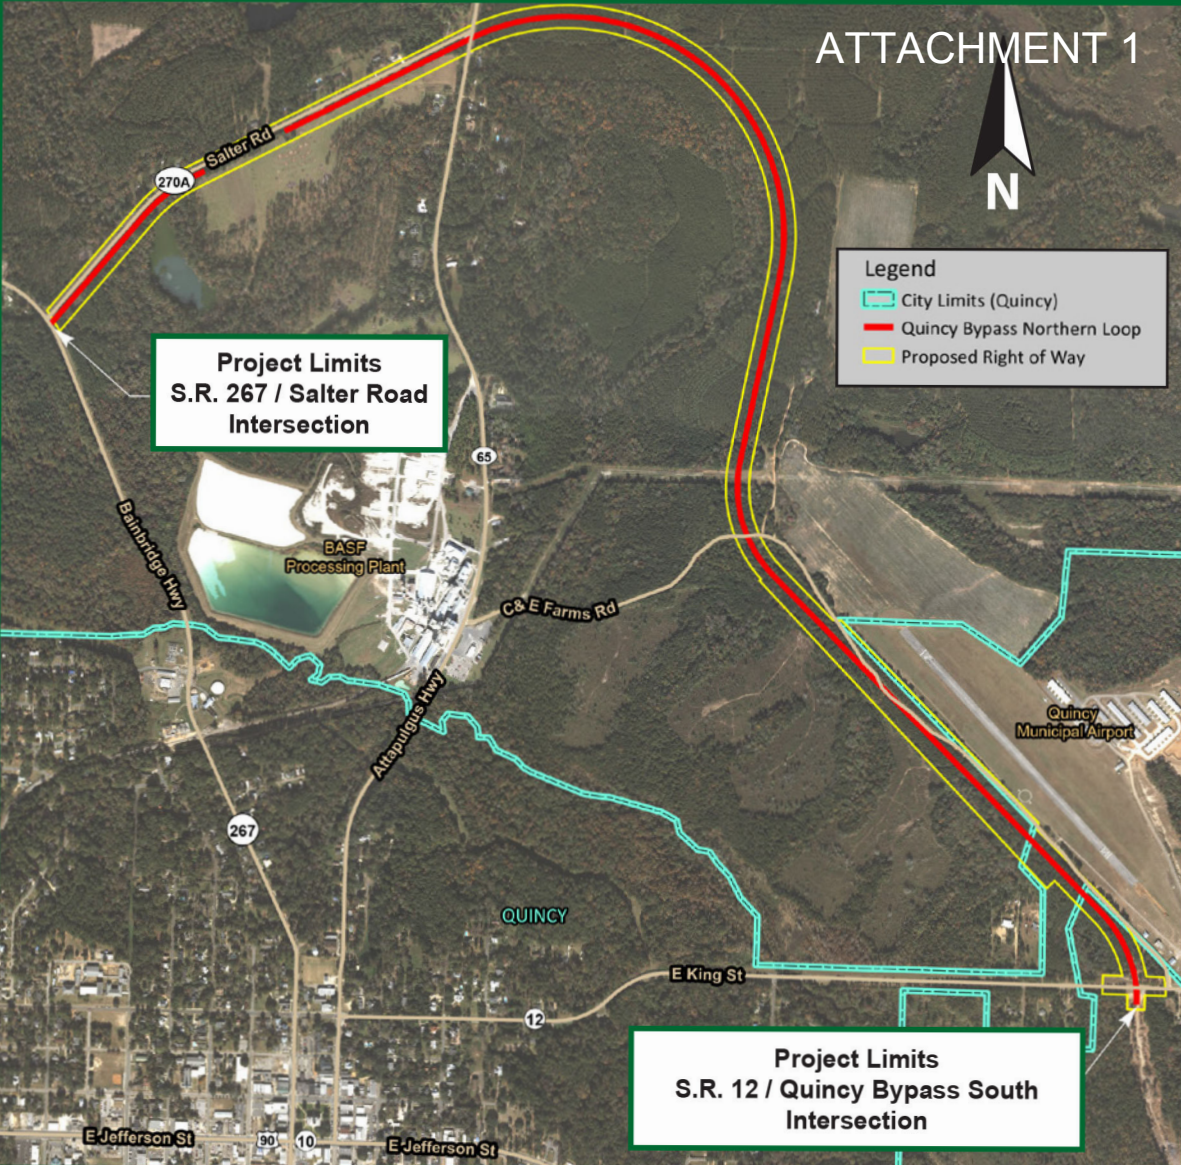 ATTACHMENT 1
N
Salter Rd
270A
Legend
City Limits (Quincy)
Quincy Bypass Northern Loop
Proposed Right of Way
Project Limits
S.R. 267 / Salter Road
Intersection
65
Bainbridge Hwy
BASF
Processing Plant
C& E Farms Rd
Attapulgus Hwy
Quincy
Municipal Airport
267
QUINCY
E King St
12
Project Limits
S.R. 12 / Quincy Bypass South
Intersection
E Jefferson St
90
10
E Jefferson St